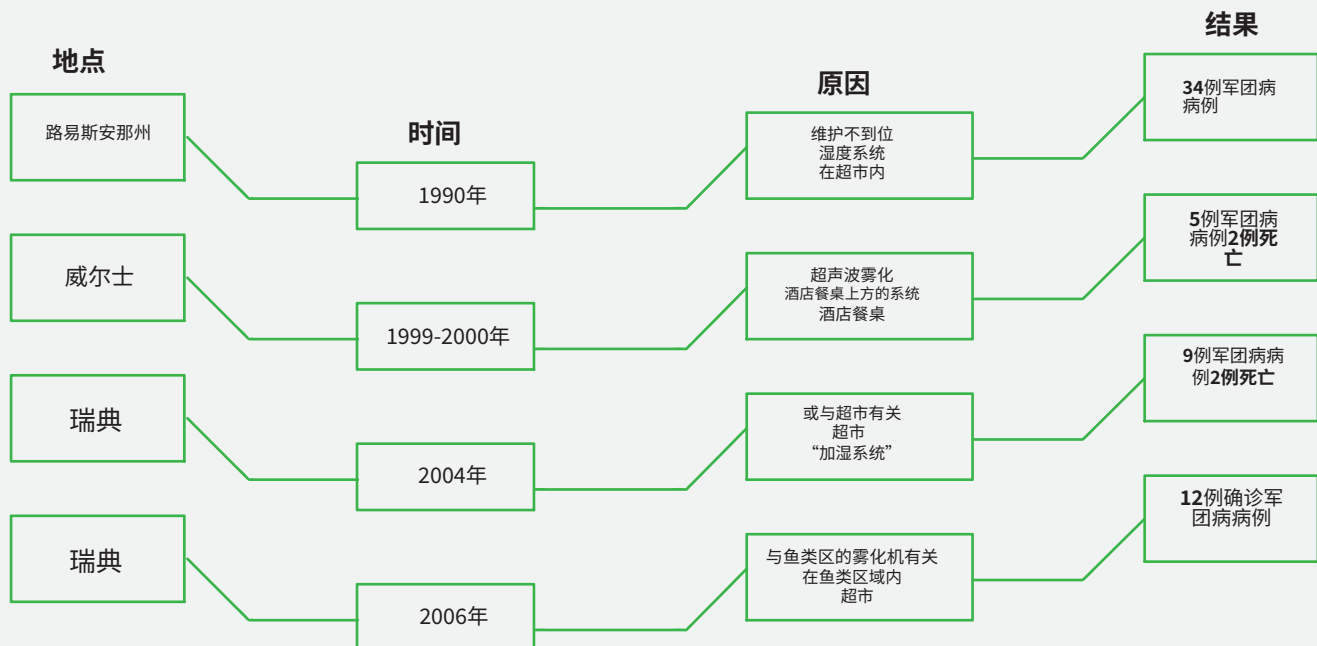 地点
时间
原因
结果
路易斯安那州
1990年
维护不到位
湿度系统
在超市内
34例军团病
病例
威尔士
1999-2000年
超声波雾化
酒店餐桌上方的系统
酒店餐桌
5例军团病
病例2例死
亡
瑞典
2004年
或与超市有关
超市
“加湿系统”
9例军团病病
例2例死亡
瑞典
2006年
与鱼类区的雾化机有关
在鱼类区域内
超市
12例确诊军
团病病例